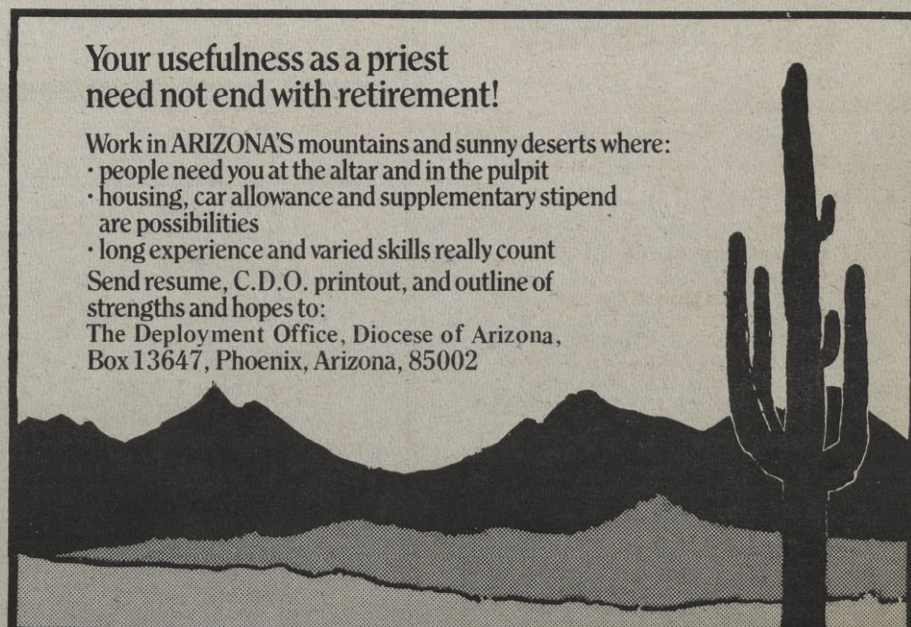 Your usefulness as a priest
need not end with retirement!
Work in ARIZONA'S mountains and sunny deserts where:
· people need you at the altar and in the pulpit
· housing, car allowance and supplementary stipend
are possibilities
· long experience and varied skills really count
Send resume, C.D.O. printout, and outline of
strengths and hopes to:
The Deployment Office, Diocese of Arizona,
Box 13647, Phoenix, Arizona, 85002